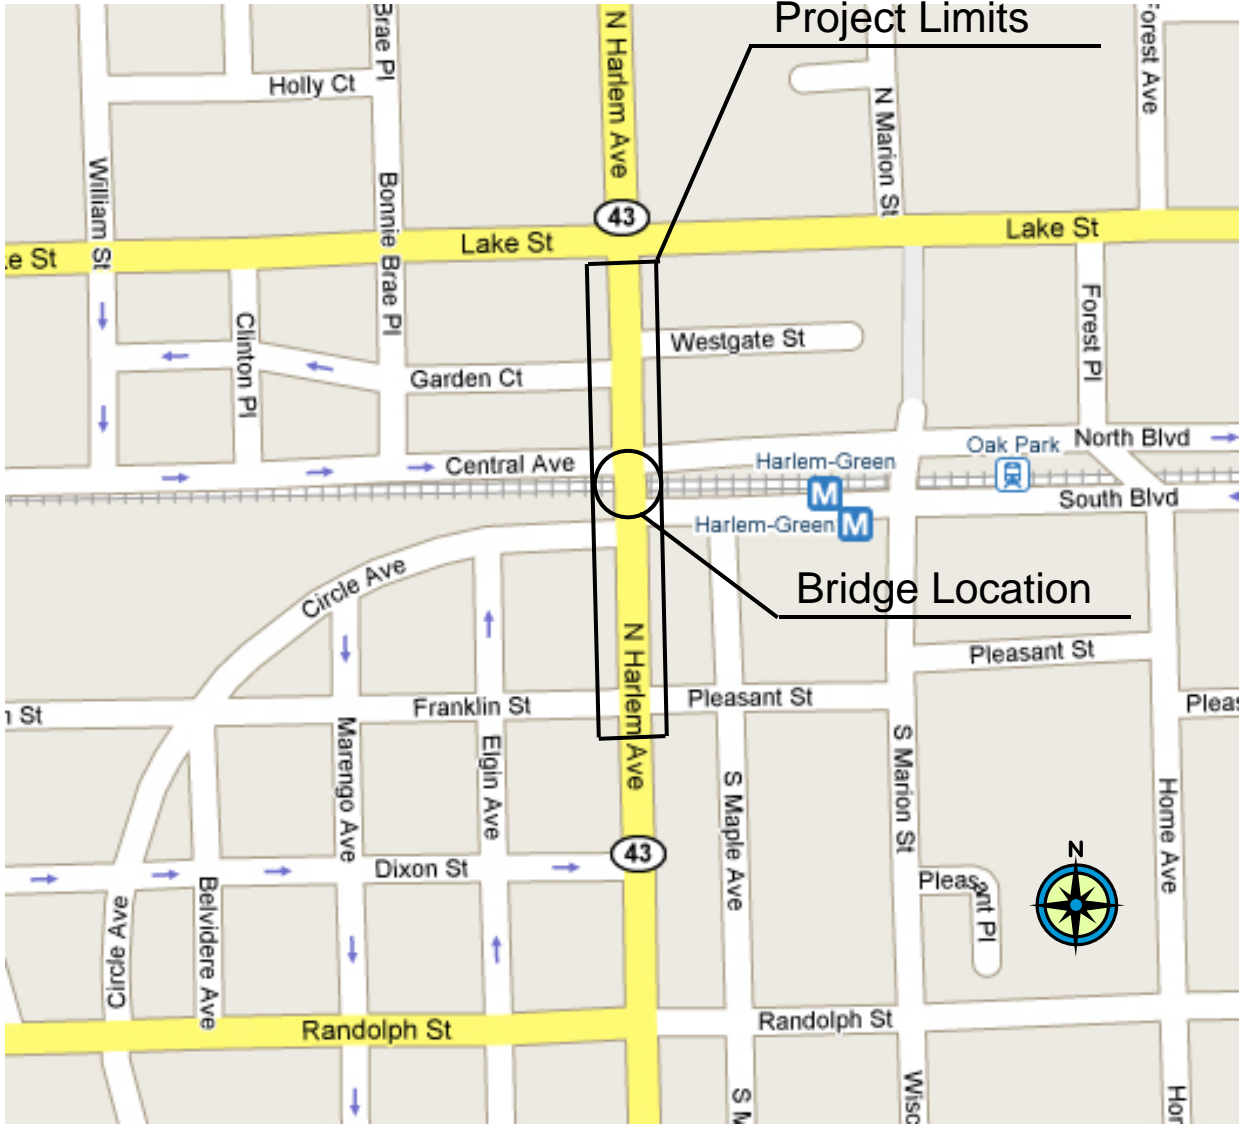 Project Limits
Brae Pl
N Harlem Ave
Forest Ave
Holly Ct
N Marion St
William St
Bonnie Brae Pl
43
Lake St
Lake St
e St
Clinton Pl
Westgate St
Forest Pl
Garden Ct
Central Ave
Harlem-Green
Oak Park
North Blvd
M
South Blvd
Harlem-Green
M
Circle Ave
Bridge Location
N Harlem Ave
Pleasant St
Franklin St
Pleasant St
n St
Pleas
Marengo Ave
Elgin Ave
S Maple Ave
S Marion St
Home Ave
43
Dixon St
N
Pleasant Pl
Circle Ave
Belvidere Ave
Randolph St
Randolph St
S M
Wisc
Hor